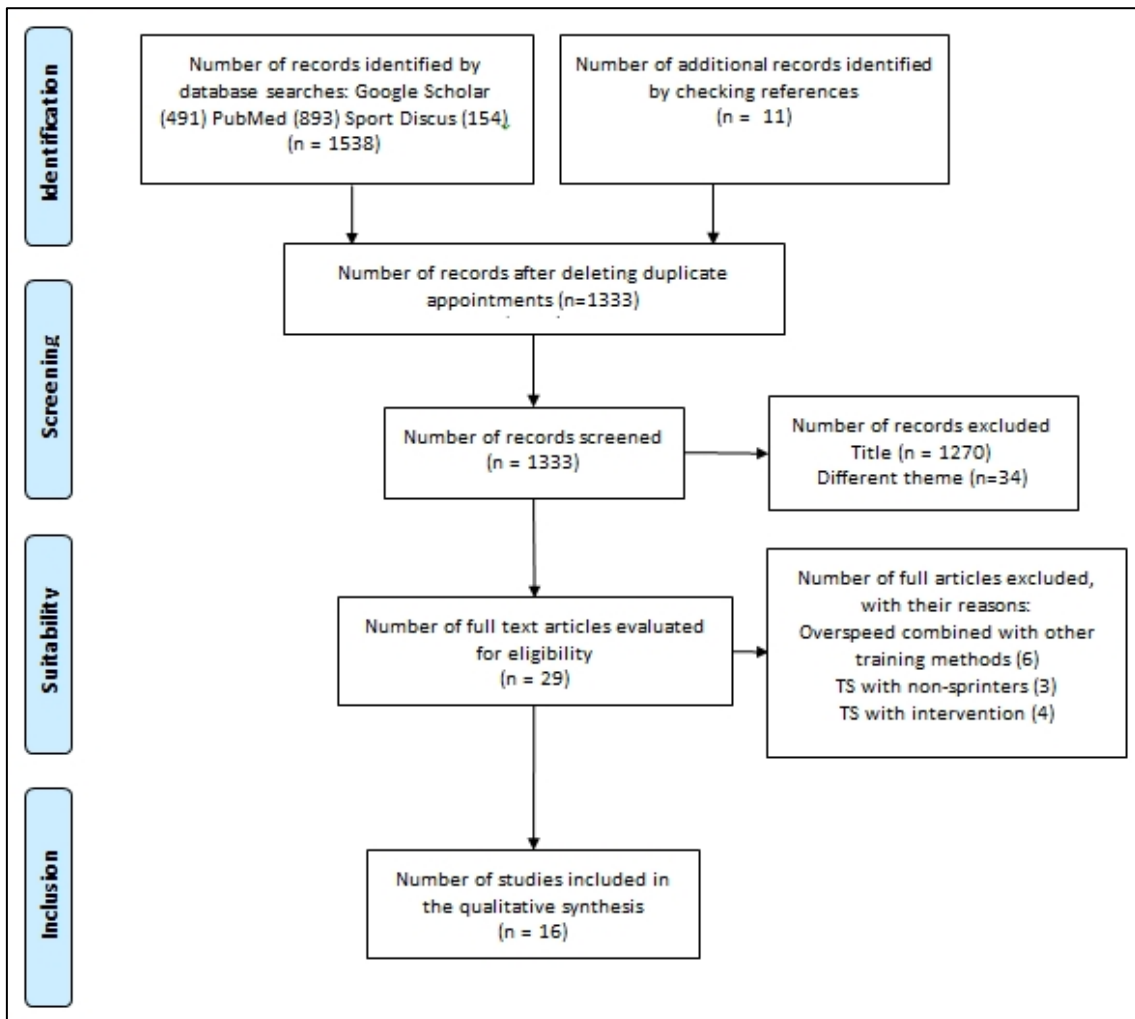 Identification
Number of records identified by
database searches: Google Scholar
(491) PubMed (893) Sport Discus (154)
(n = 1538)
Number of additional records identified
by checking references
(n = 11)
Number of records after deleting duplicate
appointments (n=1333)
Screening
Number of records screened
(n = 1333)
Number of records excluded
Title (n = 1270)
Different theme (n=34)
Suitability
Number of full text articles evaluated
for eligibility
(n = 29)
Number of full articles excluded,
with their reasons:
Overspeed combined with other
training methods (6)
TS with non-sprinters (3)
TS with intervention (4)
Inclusion
Number of studies included in
the qualitative synthesis
(n = 16)